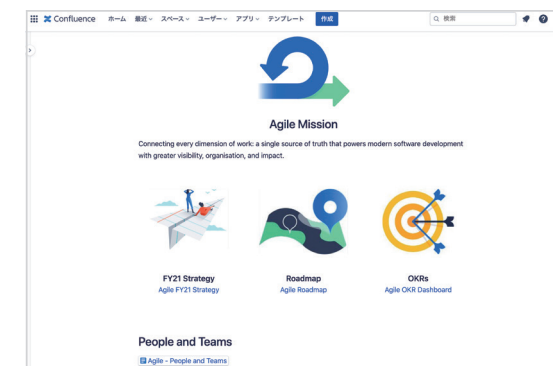 Confluence ホーム 最近 スペース ユーザー アプリ テンプレート 作成 検索
Agile Mission
Connecting every dimension of work: a single source of truth that powers modern software development
with greater visibility, organisation, and impact.
FY21 Strategy Roadmap OKRs
Agile FY21 Strategy Agile Roadmap Agile OKR Dashboard
People and Teams
Agile - People and Teams